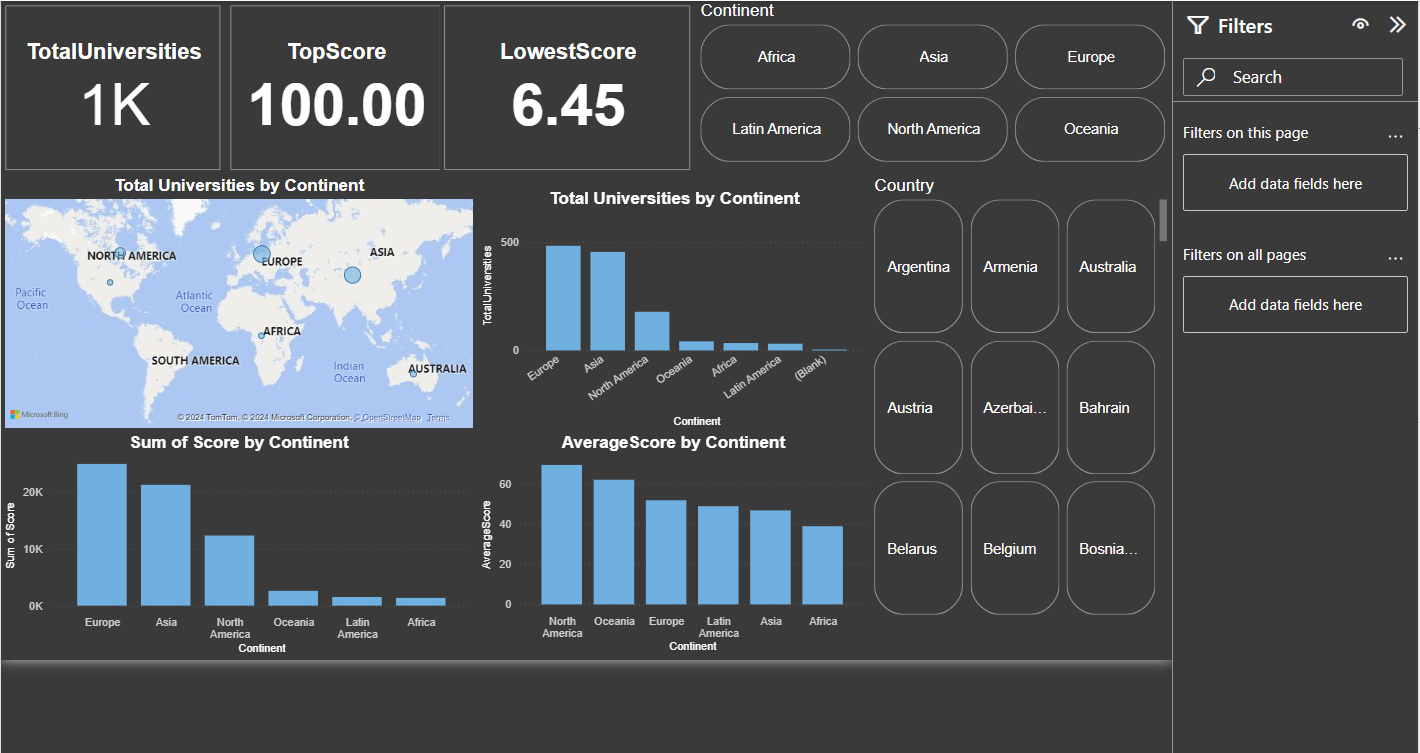 TotalUniversities
1K
TopScore
100.00
LowestScore
6.45
Continent
Africa
Asia
Europe
Latin America
North America
Oceania
Filters
Search
Filters on this page
...
Add data fields here
Filters on all pages
...
Add data fields here
Total Universities by Continent
NORTH AMERICA
EUROPE
ASIA
Pacific
Ocean
Atlantic
Ocean
AFRICA
SOUTH AMERICA
Indian
Ocean
AUSTRALIA
Microsoft Bing
© 2024 TomTom, © 2024 Microsoft Corporation, © OpenStreetMap Terms
Total Universities by Continent
TotalUniversities
500
0
Europe
Asia
North America
Oceania
Africa
Latin America
(Blank)
Continent
Country
Argentina
Armenia
Australia
Austria
Azerbai...
Bahrain
Belarus
Belgium
Bosnia...
Sum of Score by Continent
Sum of Score
20K
10K
0K
Europe
Asia
North
America
Oceania
Latin
America
Africa
Continent
AverageScore by Continent
AverageScore
60
40
20
0
North
America
Oceania
Europe
Latin
America
Asia
Africa
Continent